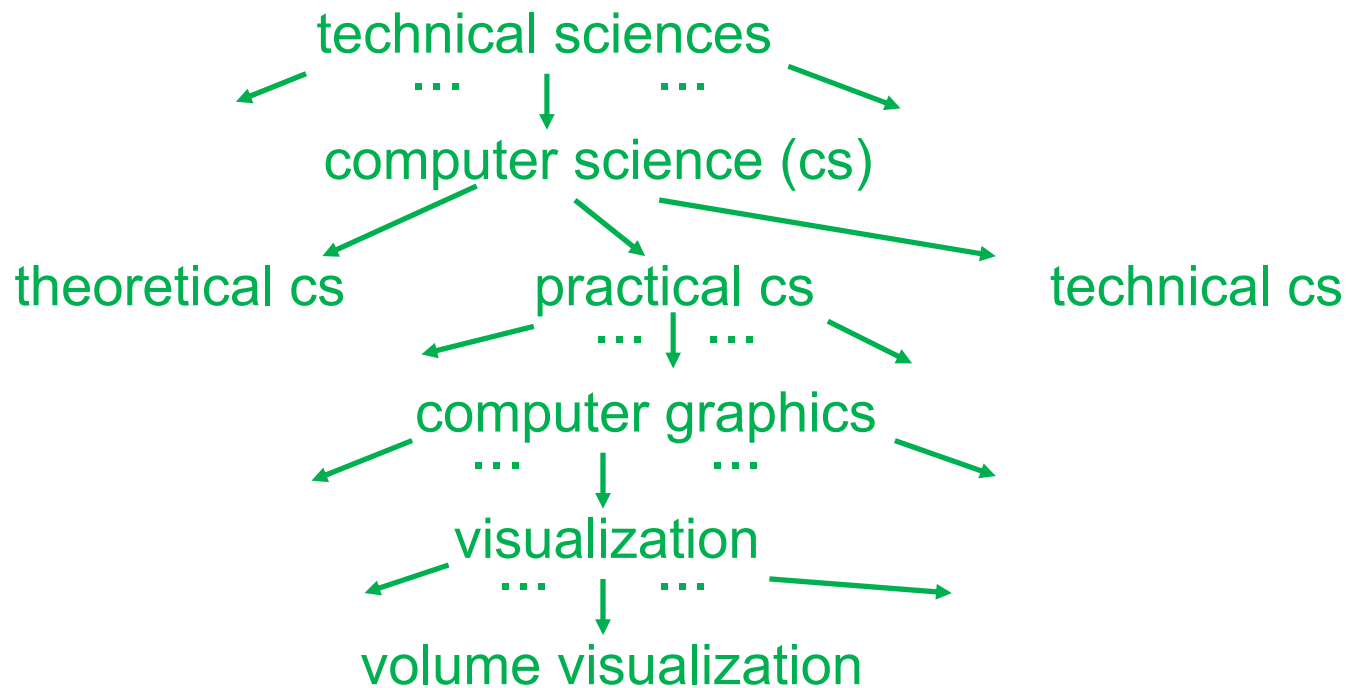 technical sciences
... ...
computer science (cs)
theoretical cs practical cs technical cs
... ...
computer graphics
... ...
visualization
... ...
volume visualization